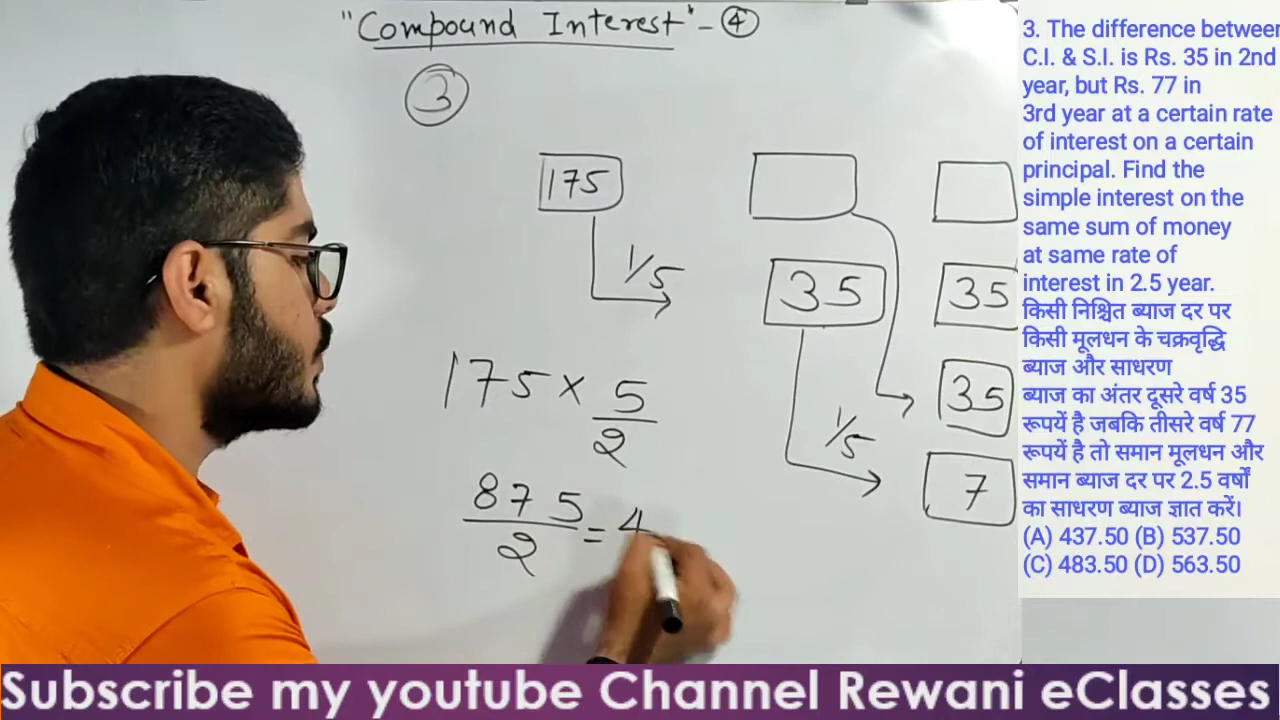 "Compound Interest" - ④
③
175
1/5
35
35
35
1/5
7
175 × 5/2
875/2 = 4
3. The difference between
C.I. & S.I. is Rs. 35 in 2nd
year, but Rs. 77 in
3rd year at a certain rate
of interest on a certain
principal. Find the
simple interest on the
same sum of money
at same rate of
interest in 2.5 year.
किसी निश्चित ब्याज दर पर
किसी मूलधन के चक्रवृद्धि
ब्याज और साधरण
ब्याज का अंतर दूसरे वर्ष 35
रूपयें है जबकि तीसरे वर्ष 77
रूपयें है तो समान मूलधन और
समान ब्याज दर पर 2.5 वर्षों
का साधरण ब्याज ज्ञात करें।
(A) 437.50 (B) 537.50
(C) 483.50 (D) 563.50
Subscribe my youtube Channel Rewani eClasses